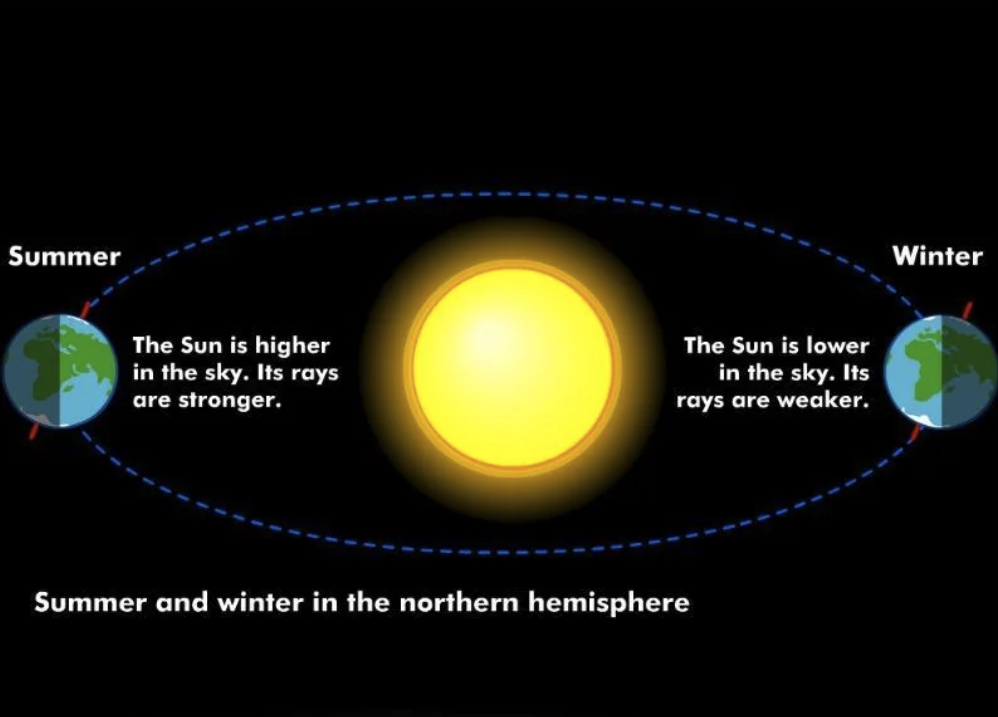 Summer
Winter
The Sun is higher
in the sky. Its rays
are stronger.
The Sun is lower
in the sky. Its
rays are weaker.
Summer and winter in the northern hemisphere